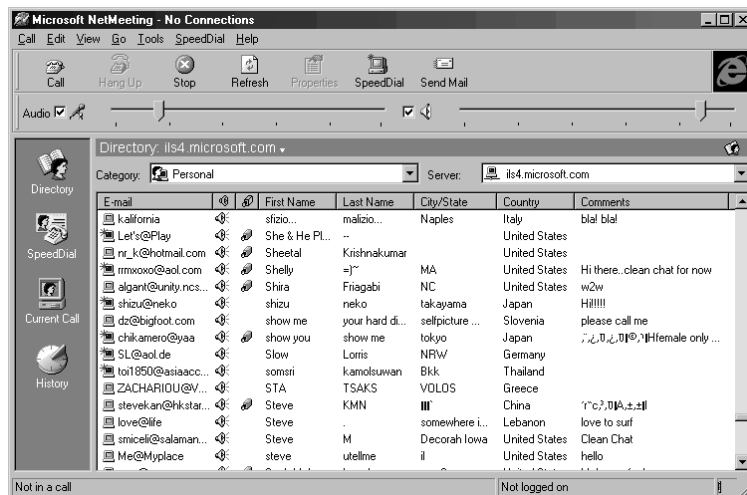 Microsoft NetMeeting - No Connections
Call Edit View Go Tools SpeedDial Help
Call Hang Up Stop Refresh Properties SpeedDial Send Mail
Audio
Directory: ils4.microsoft.com
Category: Personal Server: ils4.microsoft.com
Directory
SpeedDial
Current Call
History
E-mail First Name Last Name City/State Country Comments
kalifornia sfizio... malizio... Naples Italy bla! bla!
Let's@Play She & He Pl... -- United States
nr_k@hotmail.com Sheetal Krishnakumar United States
rrmxoxo@aol.com Shelly =)~ MA United States Hi there..clean chat for now
algant@unity.ncs... Shira Friagabi NC United States w2w
shizu@neko shizu neko takayama Japan Hi!!!!!
dz@bigfoot.com show me your hard di... selfpicture ... Slovenia please call me
chikamero@yaa show you show me tokyo Japan female only ...
SL@aol.de Slow Lorris NRW Germany
toi1850@asiaacc... somsri kamolsuwan Bkk Thailand
ZACHARIOU@V... STA TSAKS VOLOS Greece
stevekan@hkstar... Steve KMN China
love@life Steve . somewhere i... Lebanon love to surf
smiceli@salaman... Steve M Decorah Iowa United States Clean Chat
Me@Myplace steve utellme il United States hello
Not in a call Not logged on